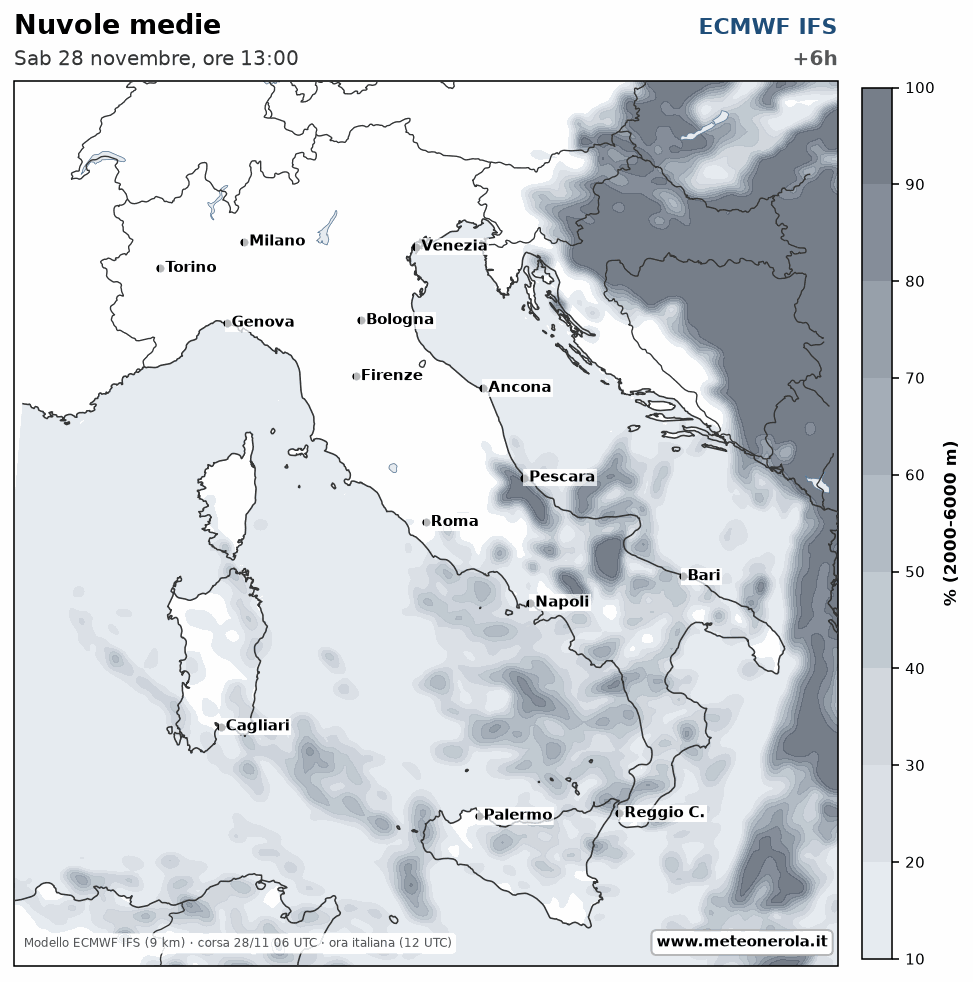 Nuvole medie
ECMWF IFS
Sab 28 novembre, ore 13:00
+6h
100
90
80
70
60
50
40
30
20
10
% (2000-6000 m)
Milano
Venezia
Torino
Genova
Bologna
Firenze
Ancona
Pescara
Roma
Bari
Napoli
Cagliari
Palermo
Reggio C.
Modello ECMWF IFS (9 km) · corsa 28/11 06 UTC · ora italiana (12 UTC)
www.meteonerola.it